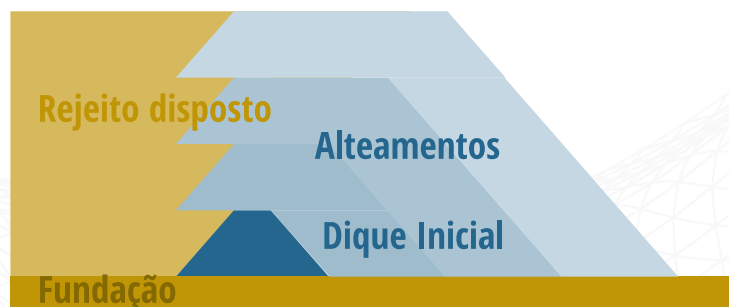 Rejeito disposto
Alteamentos
Dique Inicial
Fundação